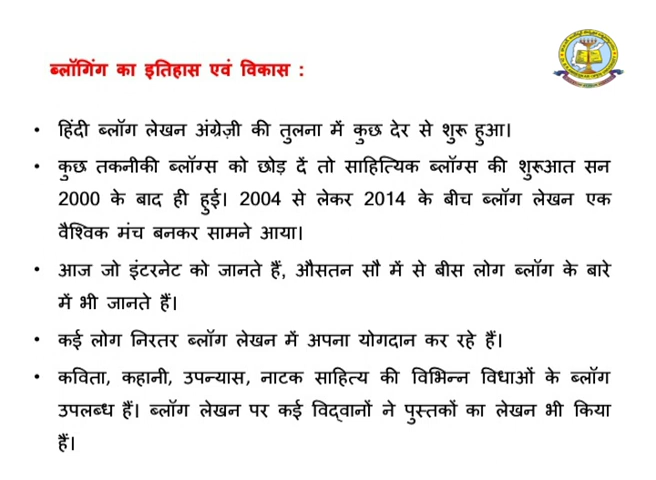 ब्लॉगिंग का इतिहास एवं विकास :
• हिंदी ब्लॉग लेखन अंग्रेज़ी की तुलना में कुछ देर से शुरू हुआ।
• कुछ तकनीकी ब्लॉग्स को छोड़ दें तो साहित्यिक ब्लॉग्स की शुरूआत सन
2000 के बाद ही हुई। 2004 से लेकर 2014 के बीच ब्लॉग लेखन एक
वैश्विक मंच बनकर सामने आया।
• आज जो इंटरनेट को जानते हैं, औसतन सौ में से बीस लोग ब्लॉग के बारे
में भी जानते हैं।
• कई लोग निरतर ब्लॉग लेखन में अपना योगदान कर रहे हैं।
• कविता, कहानी, उपन्यास, नाटक साहित्य की विभिन्न विधाओं के ब्लॉग
उपलब्ध हैं। ब्लॉग लेखन पर कई विद्वानों ने पुस्तकों का लेखन भी किया
हैं।